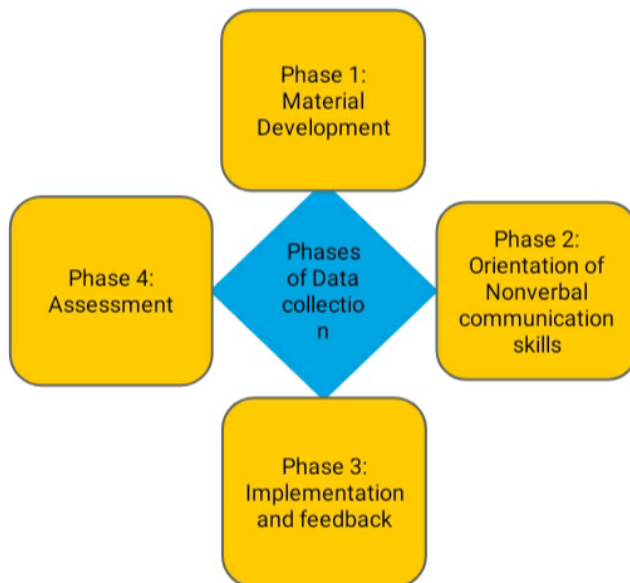 Phase 1:
Material
Development
Phases
of Data
collectio
n
Phase 2:
Orientation of
Nonverbal
communication
skills
Phase 4:
Assessment
Phase 3:
Implementation
and feedback